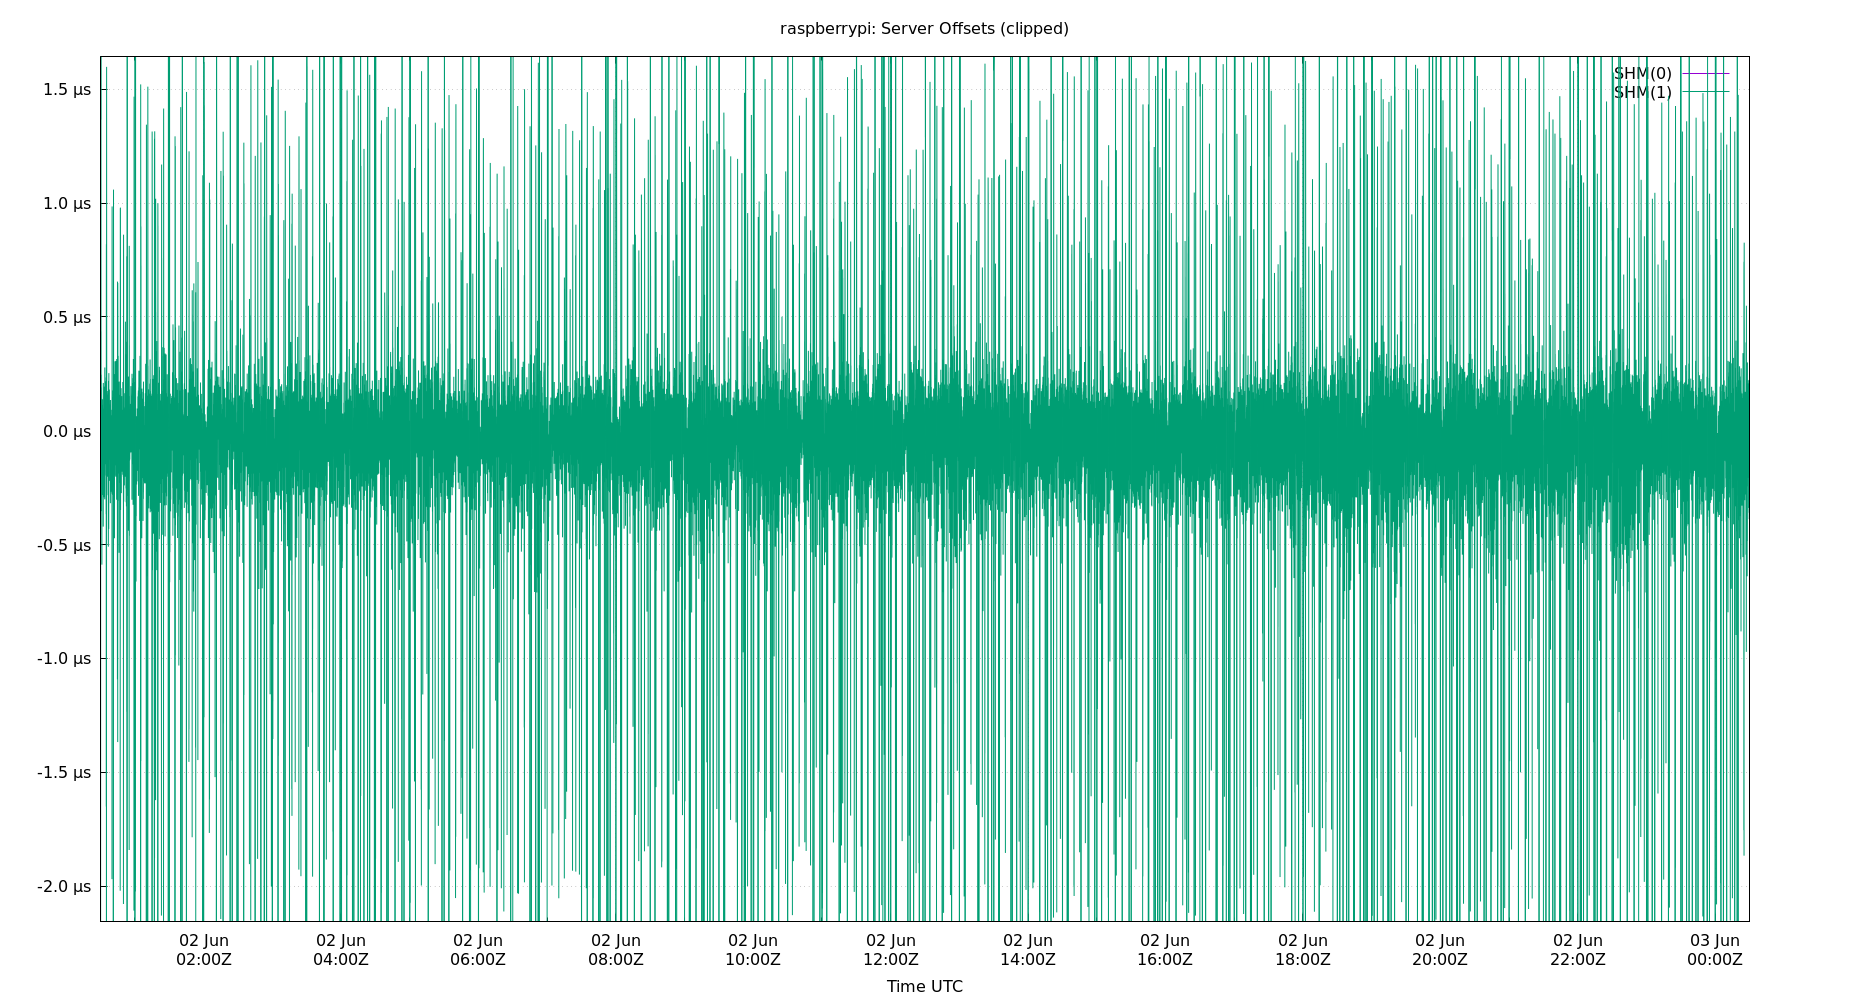 raspberrypi: Server Offsets (clipped)
SHM(0)
SHM(1)
1.5 µs
1.0 µs
0.5 µs
0.0 µs
-0.5 µs
-1.0 µs
-1.5 µs
-2.0 µs
02 Jun 02 Jun 02 Jun 02 Jun 02 Jun 02 Jun 02 Jun 02 Jun 02 Jun 02 Jun 02 Jun 03 Jun
02:00Z 04:00Z 06:00Z 08:00Z 10:00Z 12:00Z 14:00Z 16:00Z 18:00Z 20:00Z 22:00Z 00:00Z
Time UTC